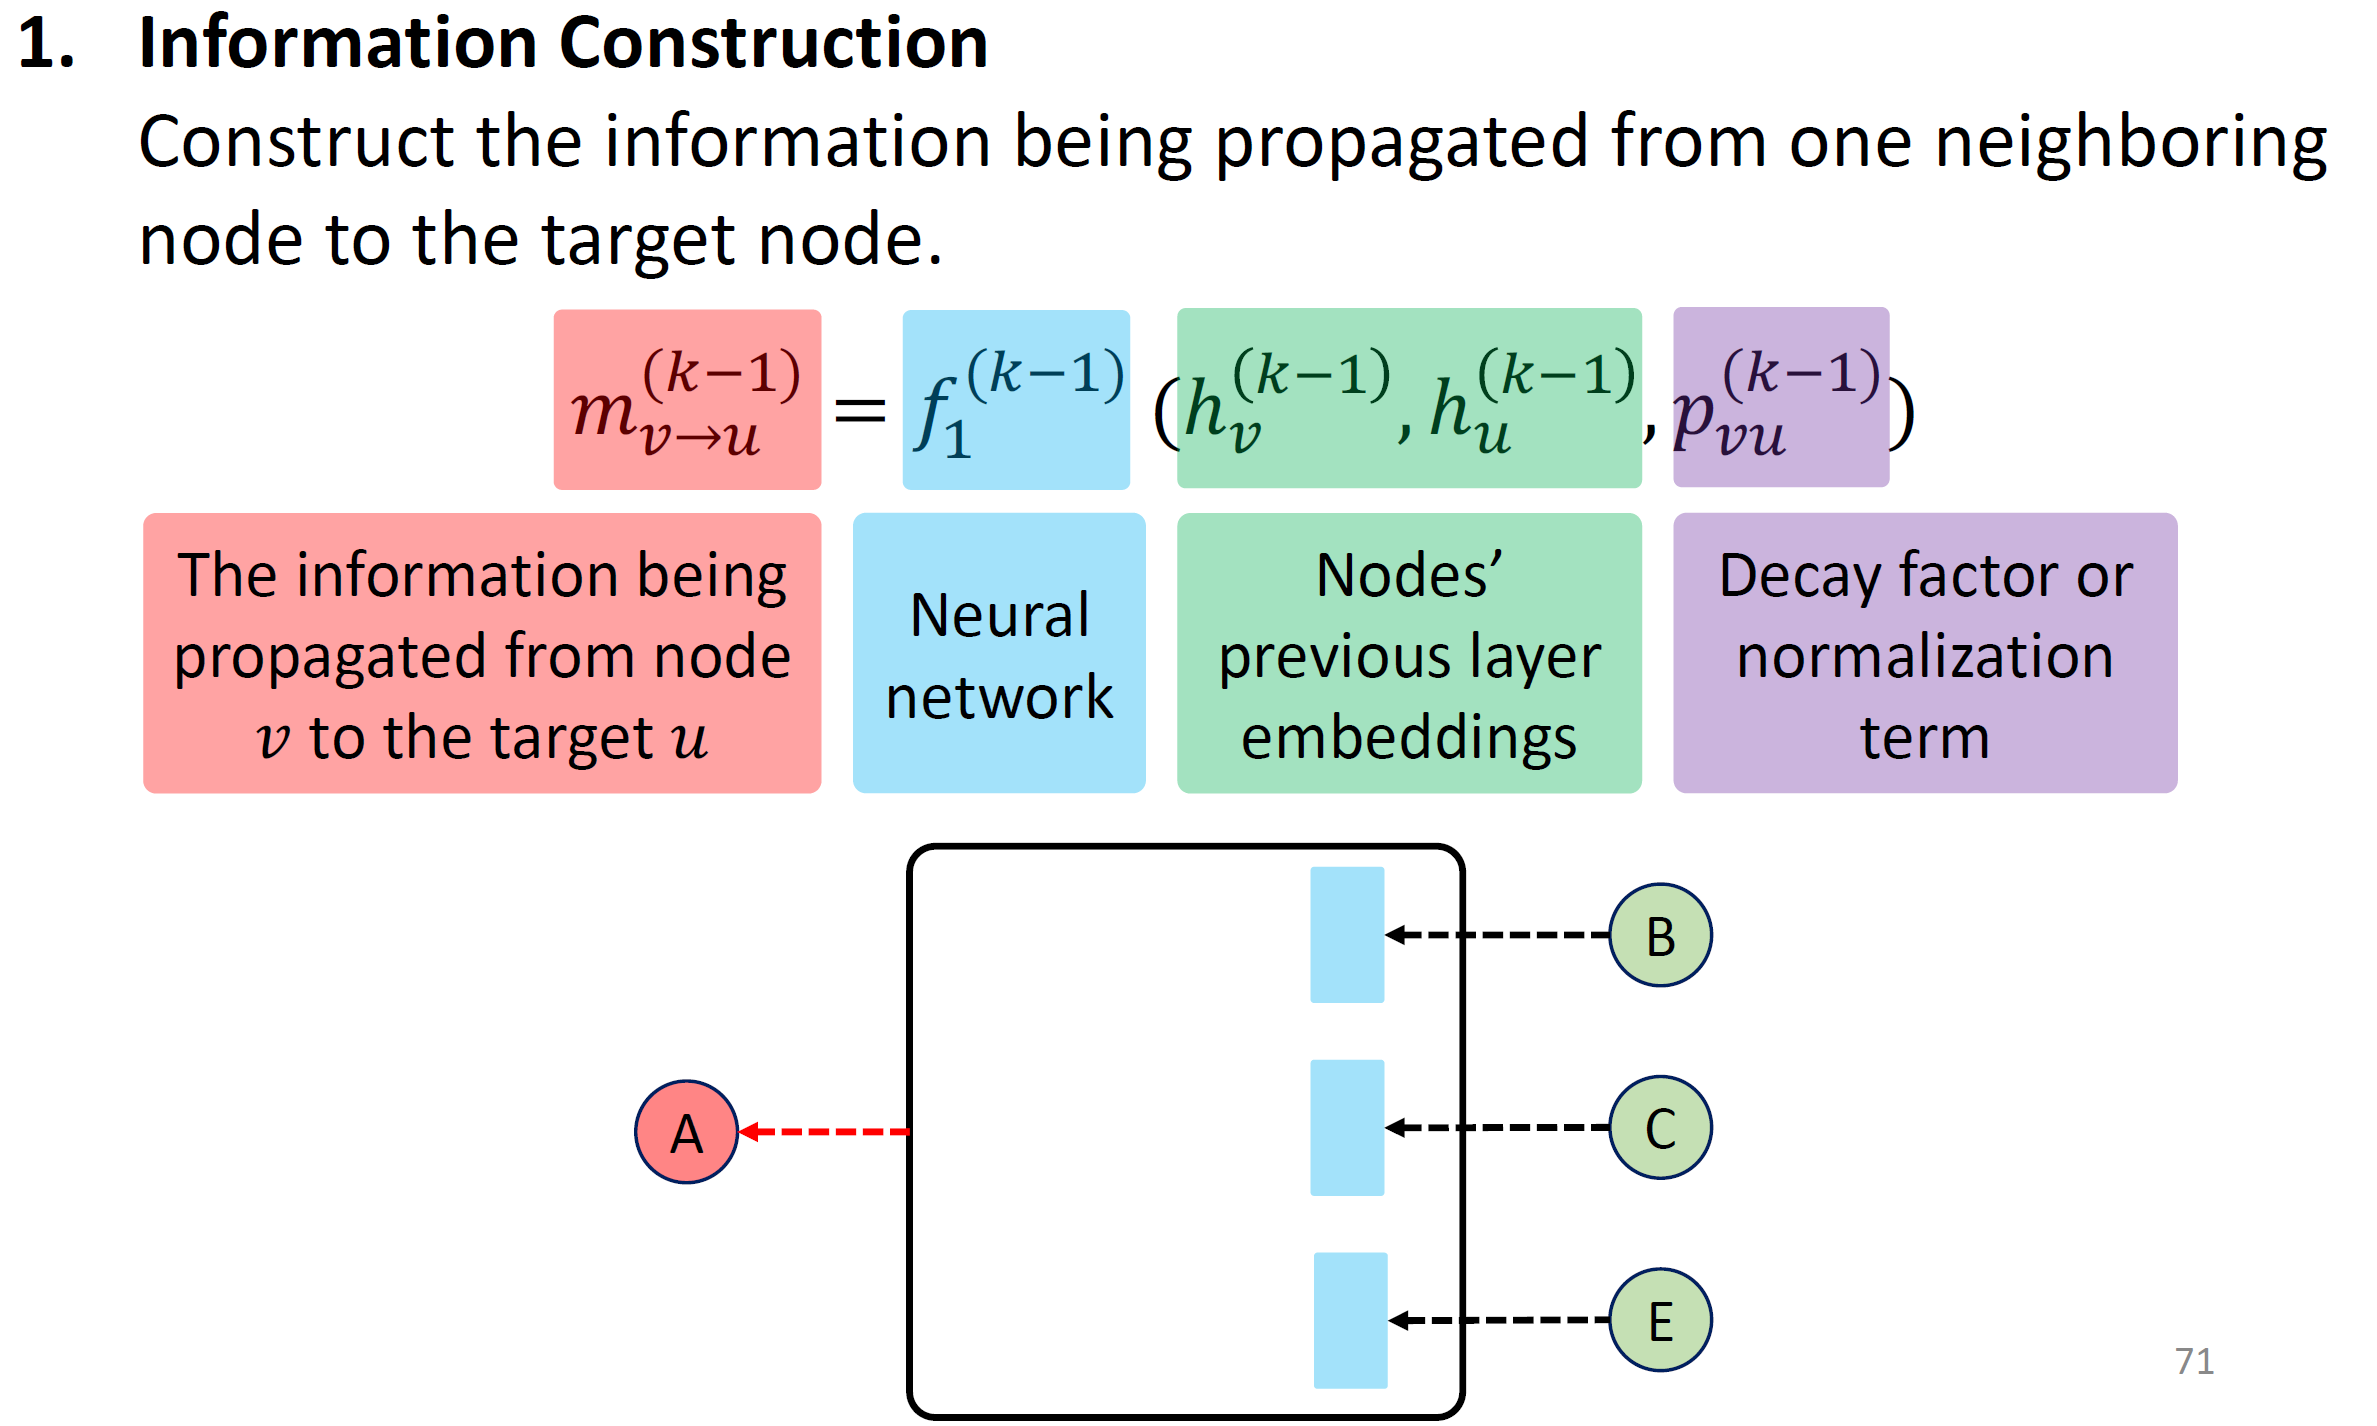 1. Information Construction
Construct the information being propagated from one neighboring
node to the target node.
m_{v→u}^{(k−1)} = f_1^{(k−1)} (h_v^{(k−1)}, h_u^{(k−1)}, p_{vu}^{(k−1)})
The information being
propagated from node
v to the target u
Neural
network
Nodes’
previous layer
embeddings
Decay factor or
normalization
term
B
A
C
E
71